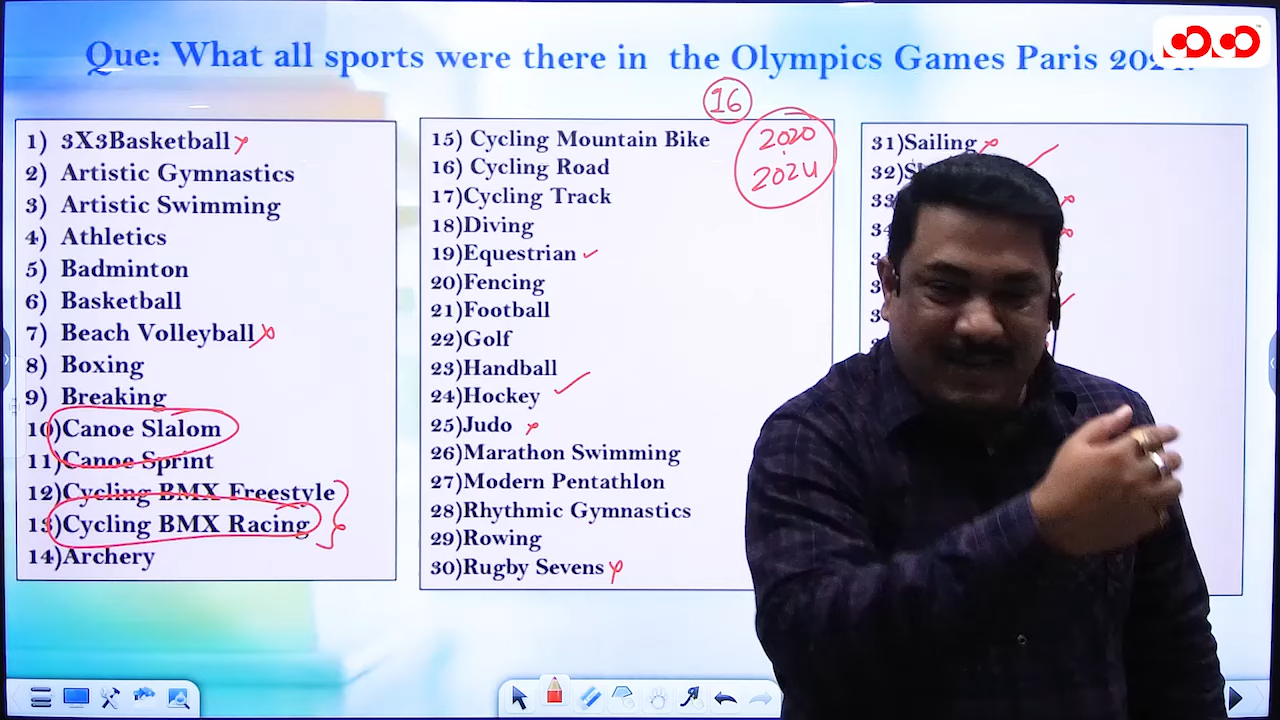 Que: What all sports were there in the Olympics Games Paris 2024.
16
2020
2024
1) 3X3Basketball
2) Artistic Gymnastics
3) Artistic Swimming
4) Athletics
5) Badminton
6) Basketball
7) Beach Volleyball
8) Boxing
9) Breaking
10)Canoe Slalom
11)Canoe Sprint
12)Cycling BMX Freestyle
13)Cycling BMX Racing
14)Archery
15) Cycling Mountain Bike
16) Cycling Road
17)Cycling Track
18)Diving
19)Equestrian
20)Fencing
21)Football
22)Golf
23)Handball
24)Hockey
25)Judo
26)Marathon Swimming
27)Modern Pentathlon
28)Rhythmic Gymnastics
29)Rowing
30)Rugby Sevens
31)Sailing
32)
33